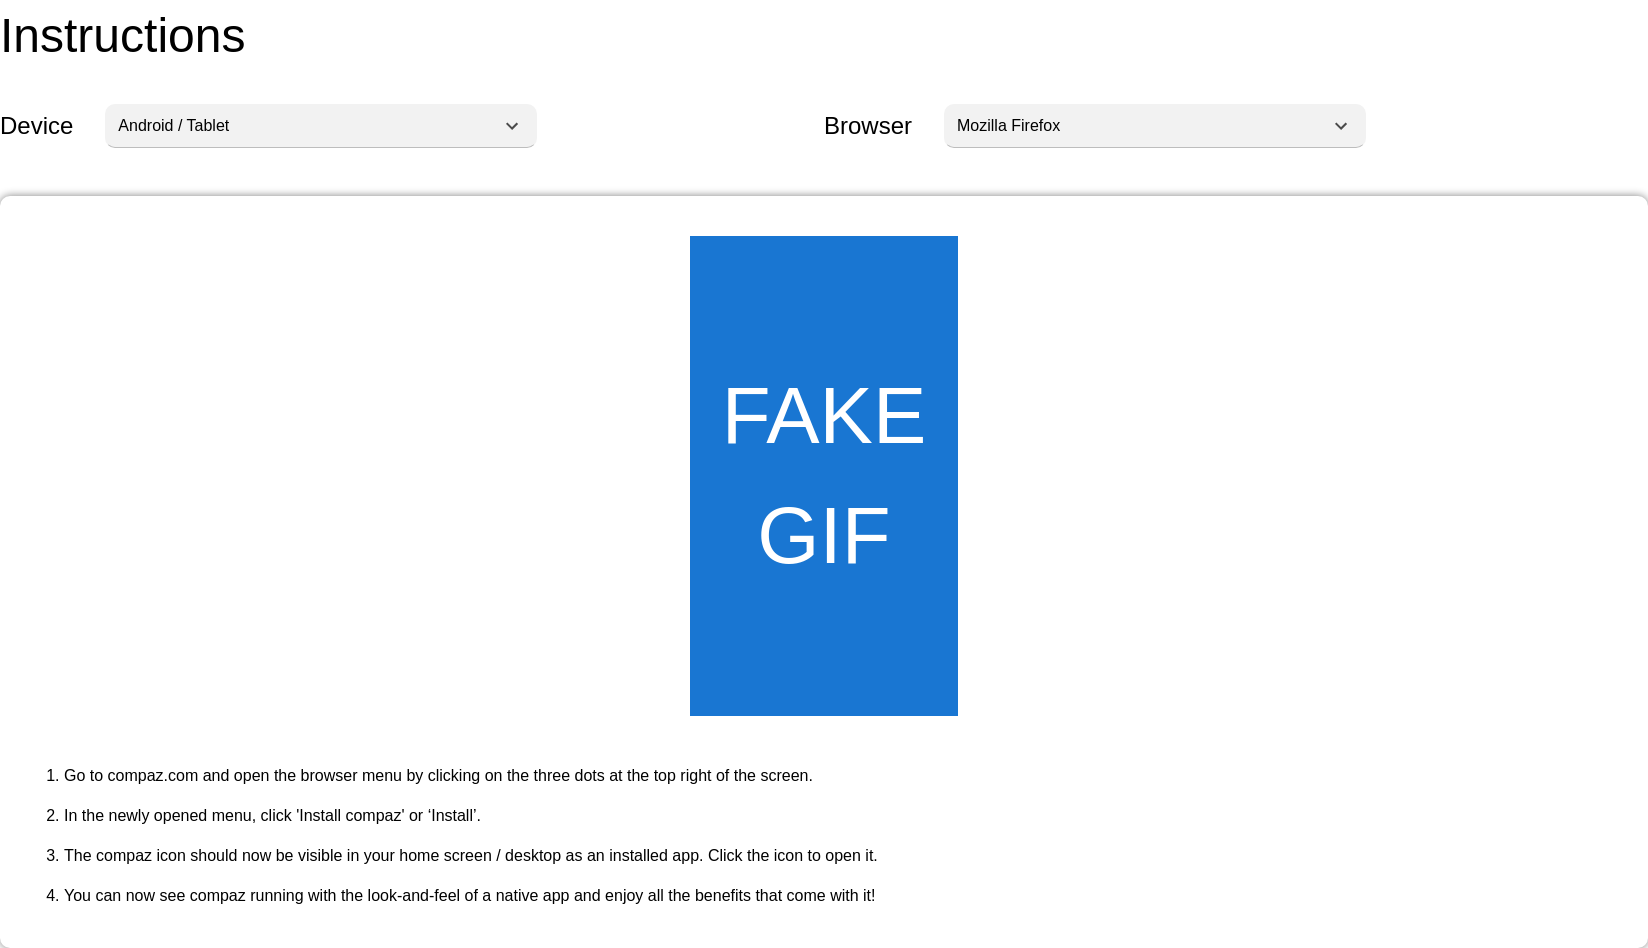 Instructions
Device
Android / Tablet
Browser
Mozilla Firefox
FAKE
GIF
1. Go to compaz.com and open the browser menu by clicking on the three dots at the top right of the screen.
2. In the newly opened menu, click 'Install compaz' or ‘Install’.
3. The compaz icon should now be visible in your home screen / desktop as an installed app. Click the icon to open it.
4. You can now see compaz running with the look-and-feel of a native app and enjoy all the benefits that come with it!